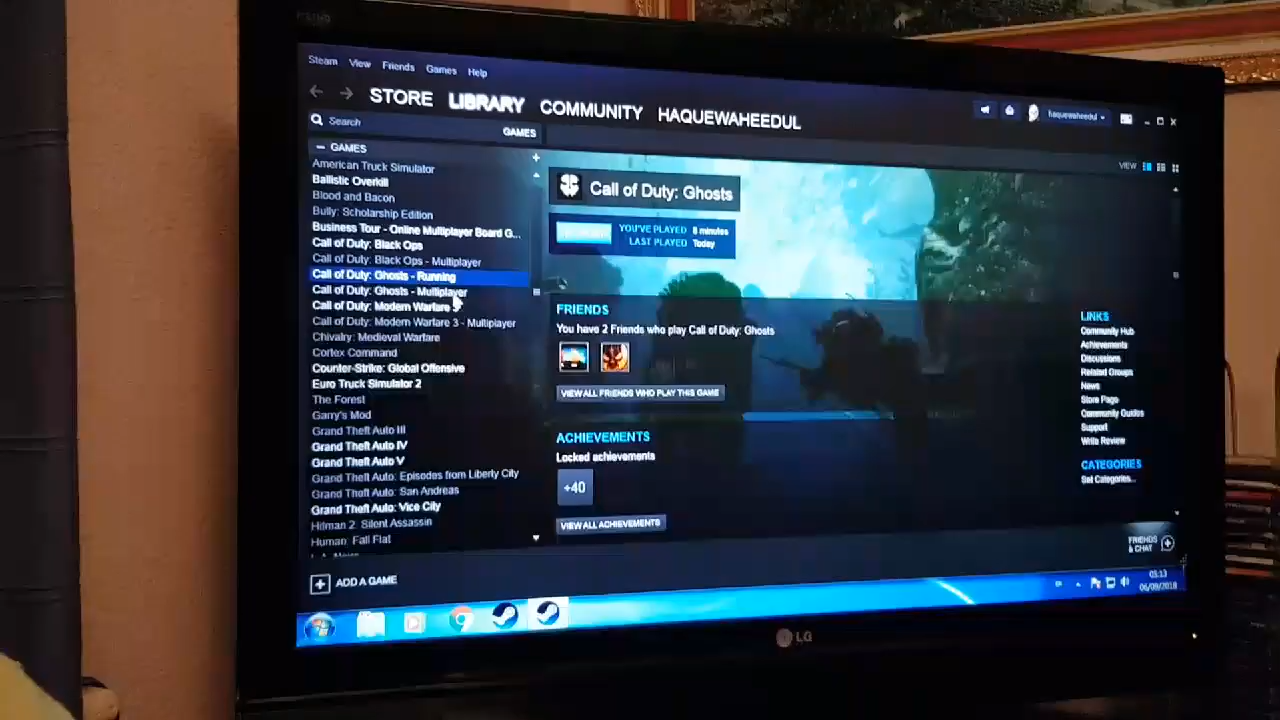 Steam View Friends Games Help
STORE LIBRARY COMMUNITY HAQUEWAHEEDUL
haquewaheedul
Search
GAMES
VIEW
GAMES
American Truck Simulator
Ballistic Overkill
Blood and Bacon
Bully: Scholarship Edition
Business Tour - Online Multiplayer Board G...
Call of Duty: Black Ops
Call of Duty: Black Ops - Multiplayer
Call of Duty: Ghosts - Running
Call of Duty: Ghosts - Multiplayer
Call of Duty: Modern Warfare
Call of Duty: Modern Warfare 3 - Multiplayer
Chivalry: Medieval Warfare
Cortex Command
Counter-Strike: Global Offensive
Euro Truck Simulator 2
The Forest
Garry's Mod
Grand Theft Auto III
Grand Theft Auto IV
Grand Theft Auto V
Grand Theft Auto: Episodes from Liberty City
Grand Theft Auto: San Andreas
Grand Theft Auto: Vice City
Hitman 2: Silent Assassin
Human: Fall Flat
Call of Duty: Ghosts
YOU'VE PLAYED 8 minutes
LAST PLAYED Today
FRIENDS
You have 2 Friends who play Call of Duty: Ghosts
VIEW ALL FRIENDS WHO PLAY THIS GAME
ACHIEVEMENTS
Locked achievements
+40
VIEW ALL ACHIEVEMENTS
LINKS
Community Hub
Achievements
Discussions
Related Groups
News
Store Page
Community Guides
Support
Write Review
CATEGORIES
Set Categories...
FRIENDS
& CHAT
ADD A GAME
05:13
06/09/2018
LG